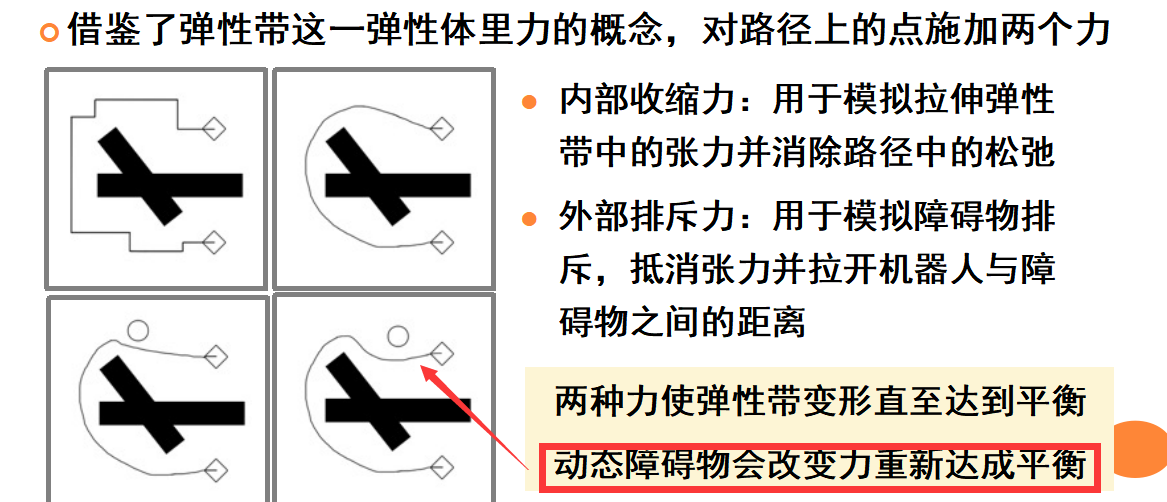 借鉴了弹性带这一弹性体里力的概念，对路径上的点施加两个力
内部收缩力：用于模拟拉伸弹性
带中的张力并消除路径中的松弛
外部排斥力：用于模拟障碍物排
斥，抵消张力并拉开机器人与障
碍物之间的距离
两种力使弹性带变形直至达到平衡
动态障碍物会改变力重新达成平衡